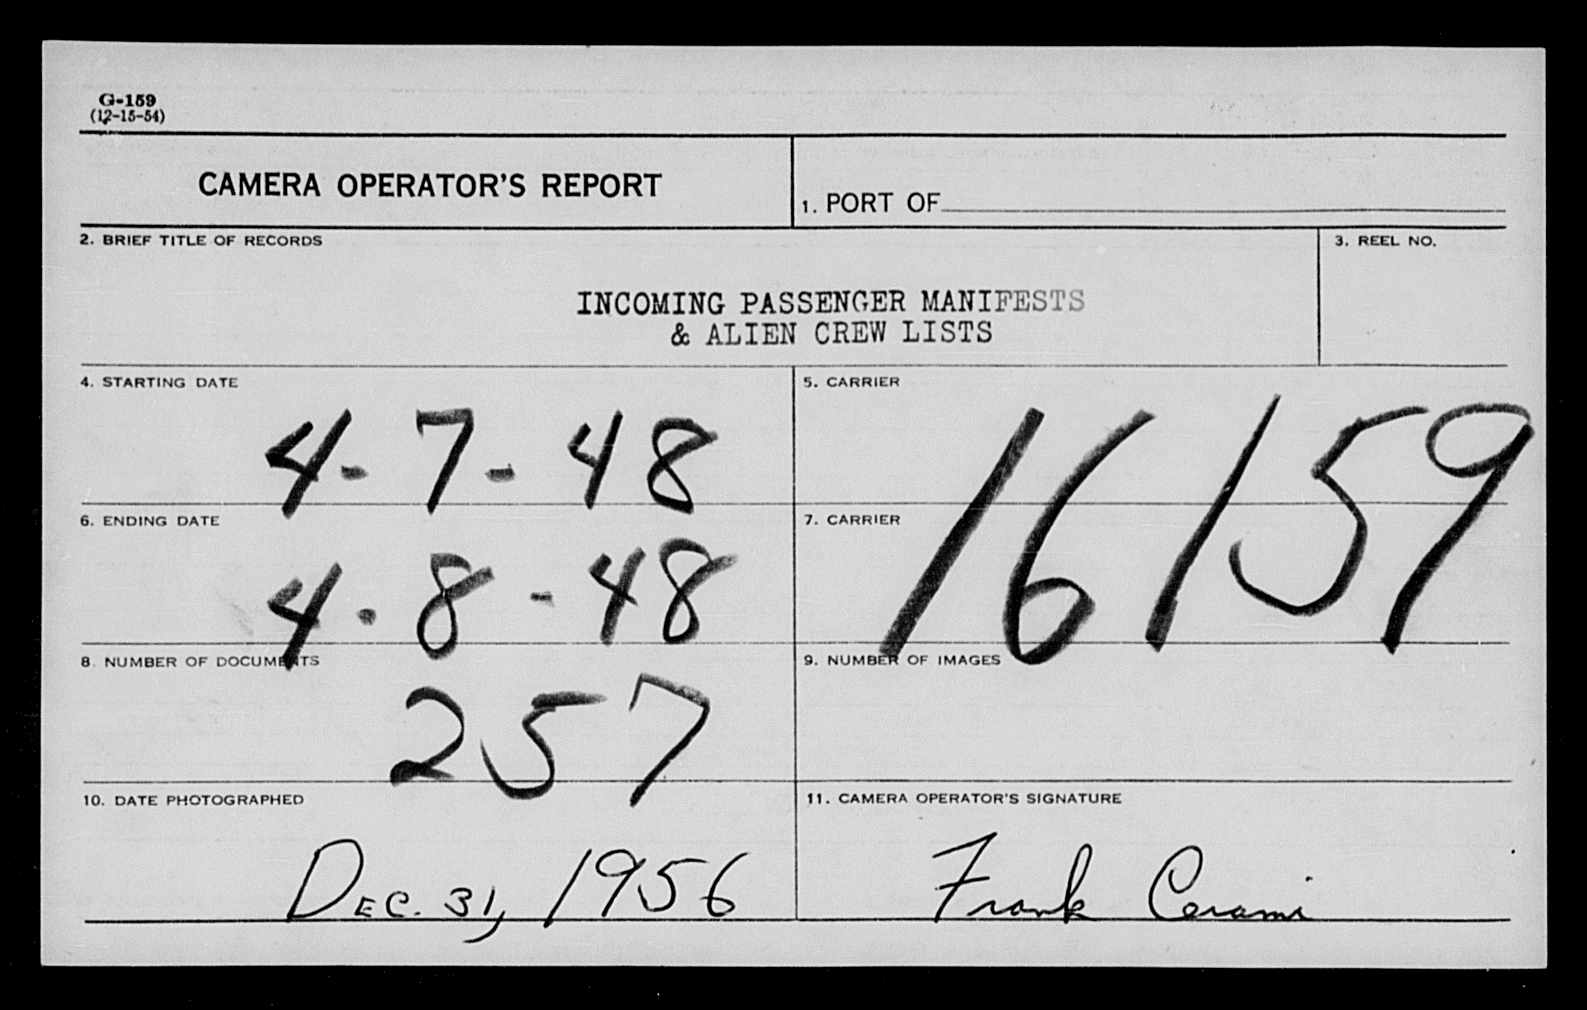 G-159
(12-15-54)
CAMERA OPERATOR'S REPORT
1. PORT OF
2. BRIEF TITLE OF RECORDS
3. REEL NO.
INCOMING PASSENGER MANIFESTS
& ALIEN CREW LISTS
4. STARTING DATE
4-7-48
5. CARRIER
16159
6. ENDING DATE
4-8-48
7. CARRIER
8. NUMBER OF DOCUMENTS
257
9. NUMBER OF IMAGES
10. DATE PHOTOGRAPHED
DEC. 31, 1956
11. CAMERA OPERATOR'S SIGNATURE
Frank Cerami